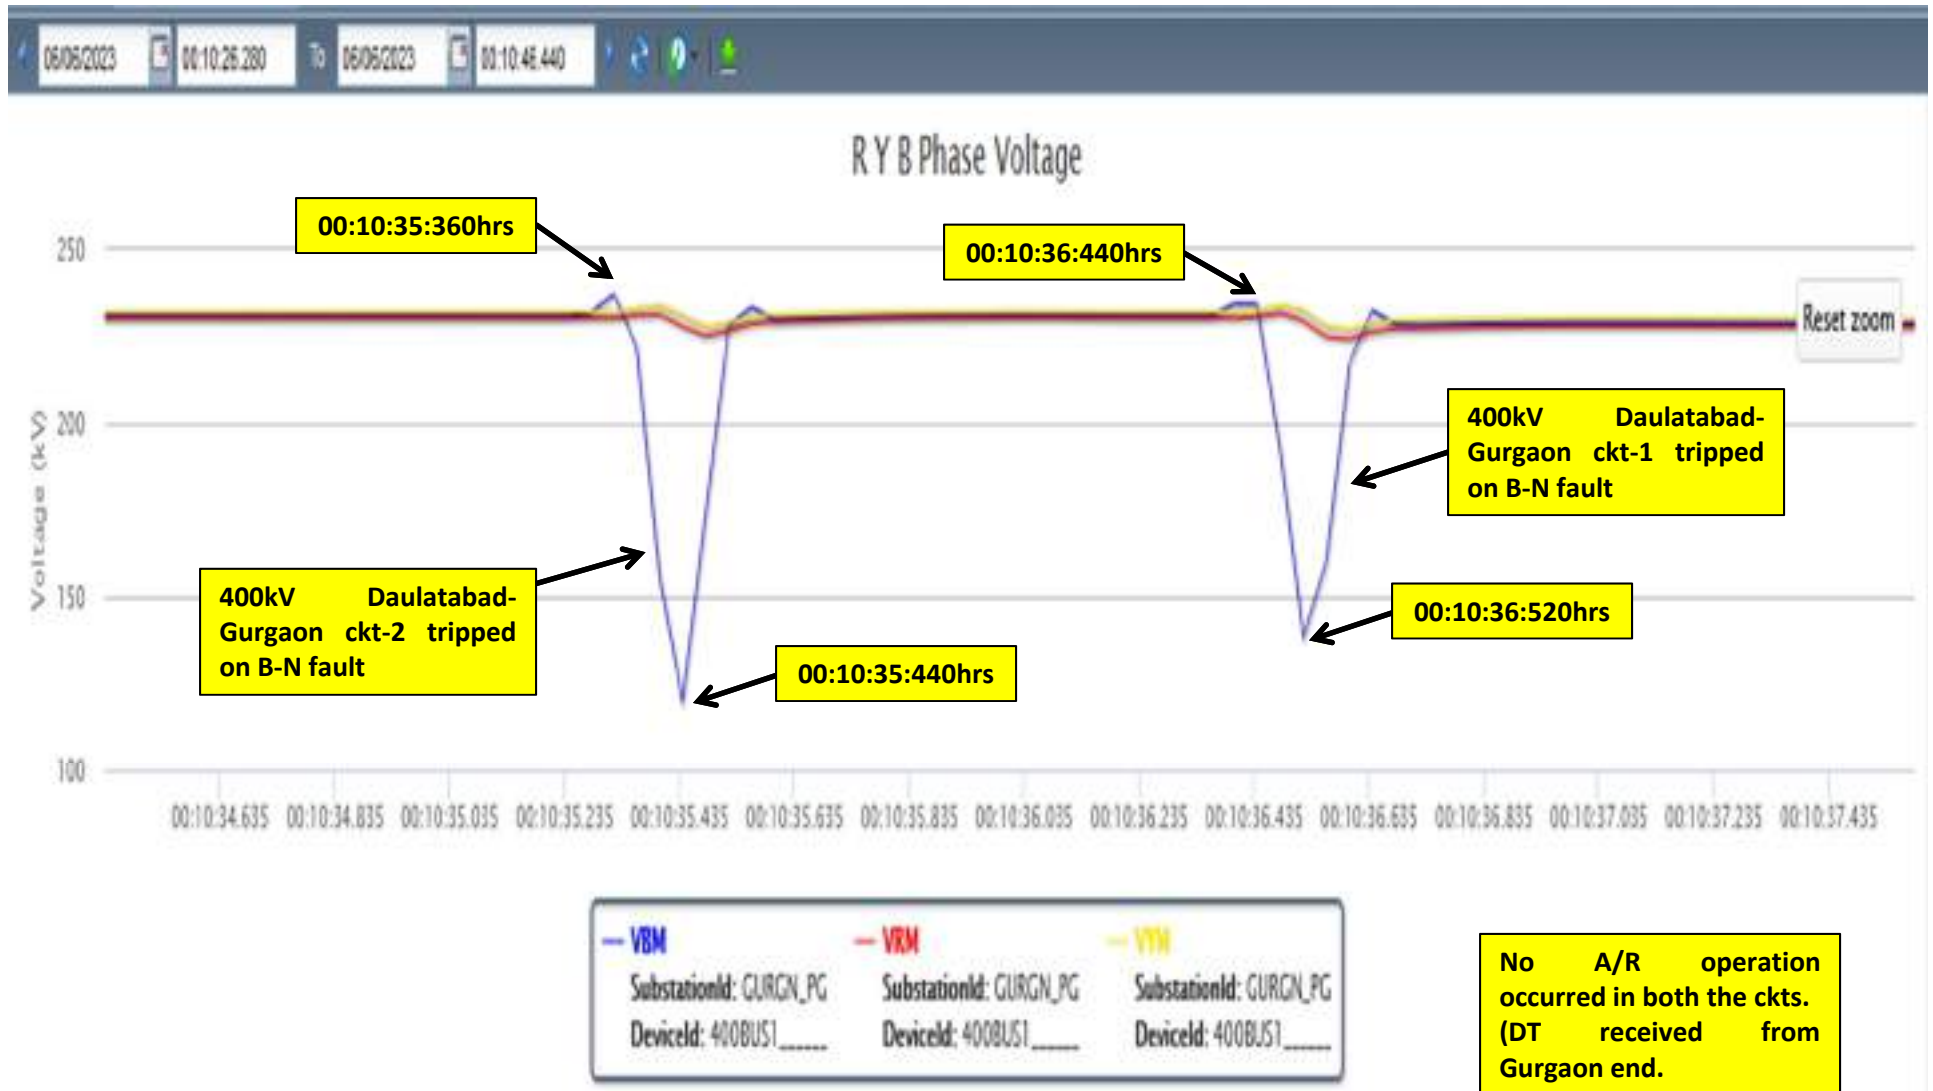 06/06/2023 00:10:26.280 To 06/06/2023 00:10:46.440
R Y B Phase Voltage
00:10:35:360hrs
00:10:36:440hrs
250
Reset zoom
400kV Daulatabad-
Gurgaon ckt-1 tripped
on B-N fault
200
Voltage (kV)
150
400kV Daulatabad-
Gurgaon ckt-2 tripped
on B-N fault
00:10:36:520hrs
00:10:35:440hrs
100
00:10:34.635 00:10:34.835 00:10:35.035 00:10:35.235 00:10:35.435 00:10:35.635 00:10:35.835 00:10:36.035 00:10:36.235 00:10:36.435 00:10:36.635 00:10:36.835 00:10:37.035 00:10:37.235 00:10:37.435
VBM VRM VYM
SubstationId: GURGN_PG SubstationId: GURGN_PG SubstationId: GURGN_PG
DeviceId: 400BUS1______ DeviceId: 400BUS1______ DeviceId: 400BUS1______
No A/R operation
occurred in both the ckts.
(DT received from
Gurgaon end.